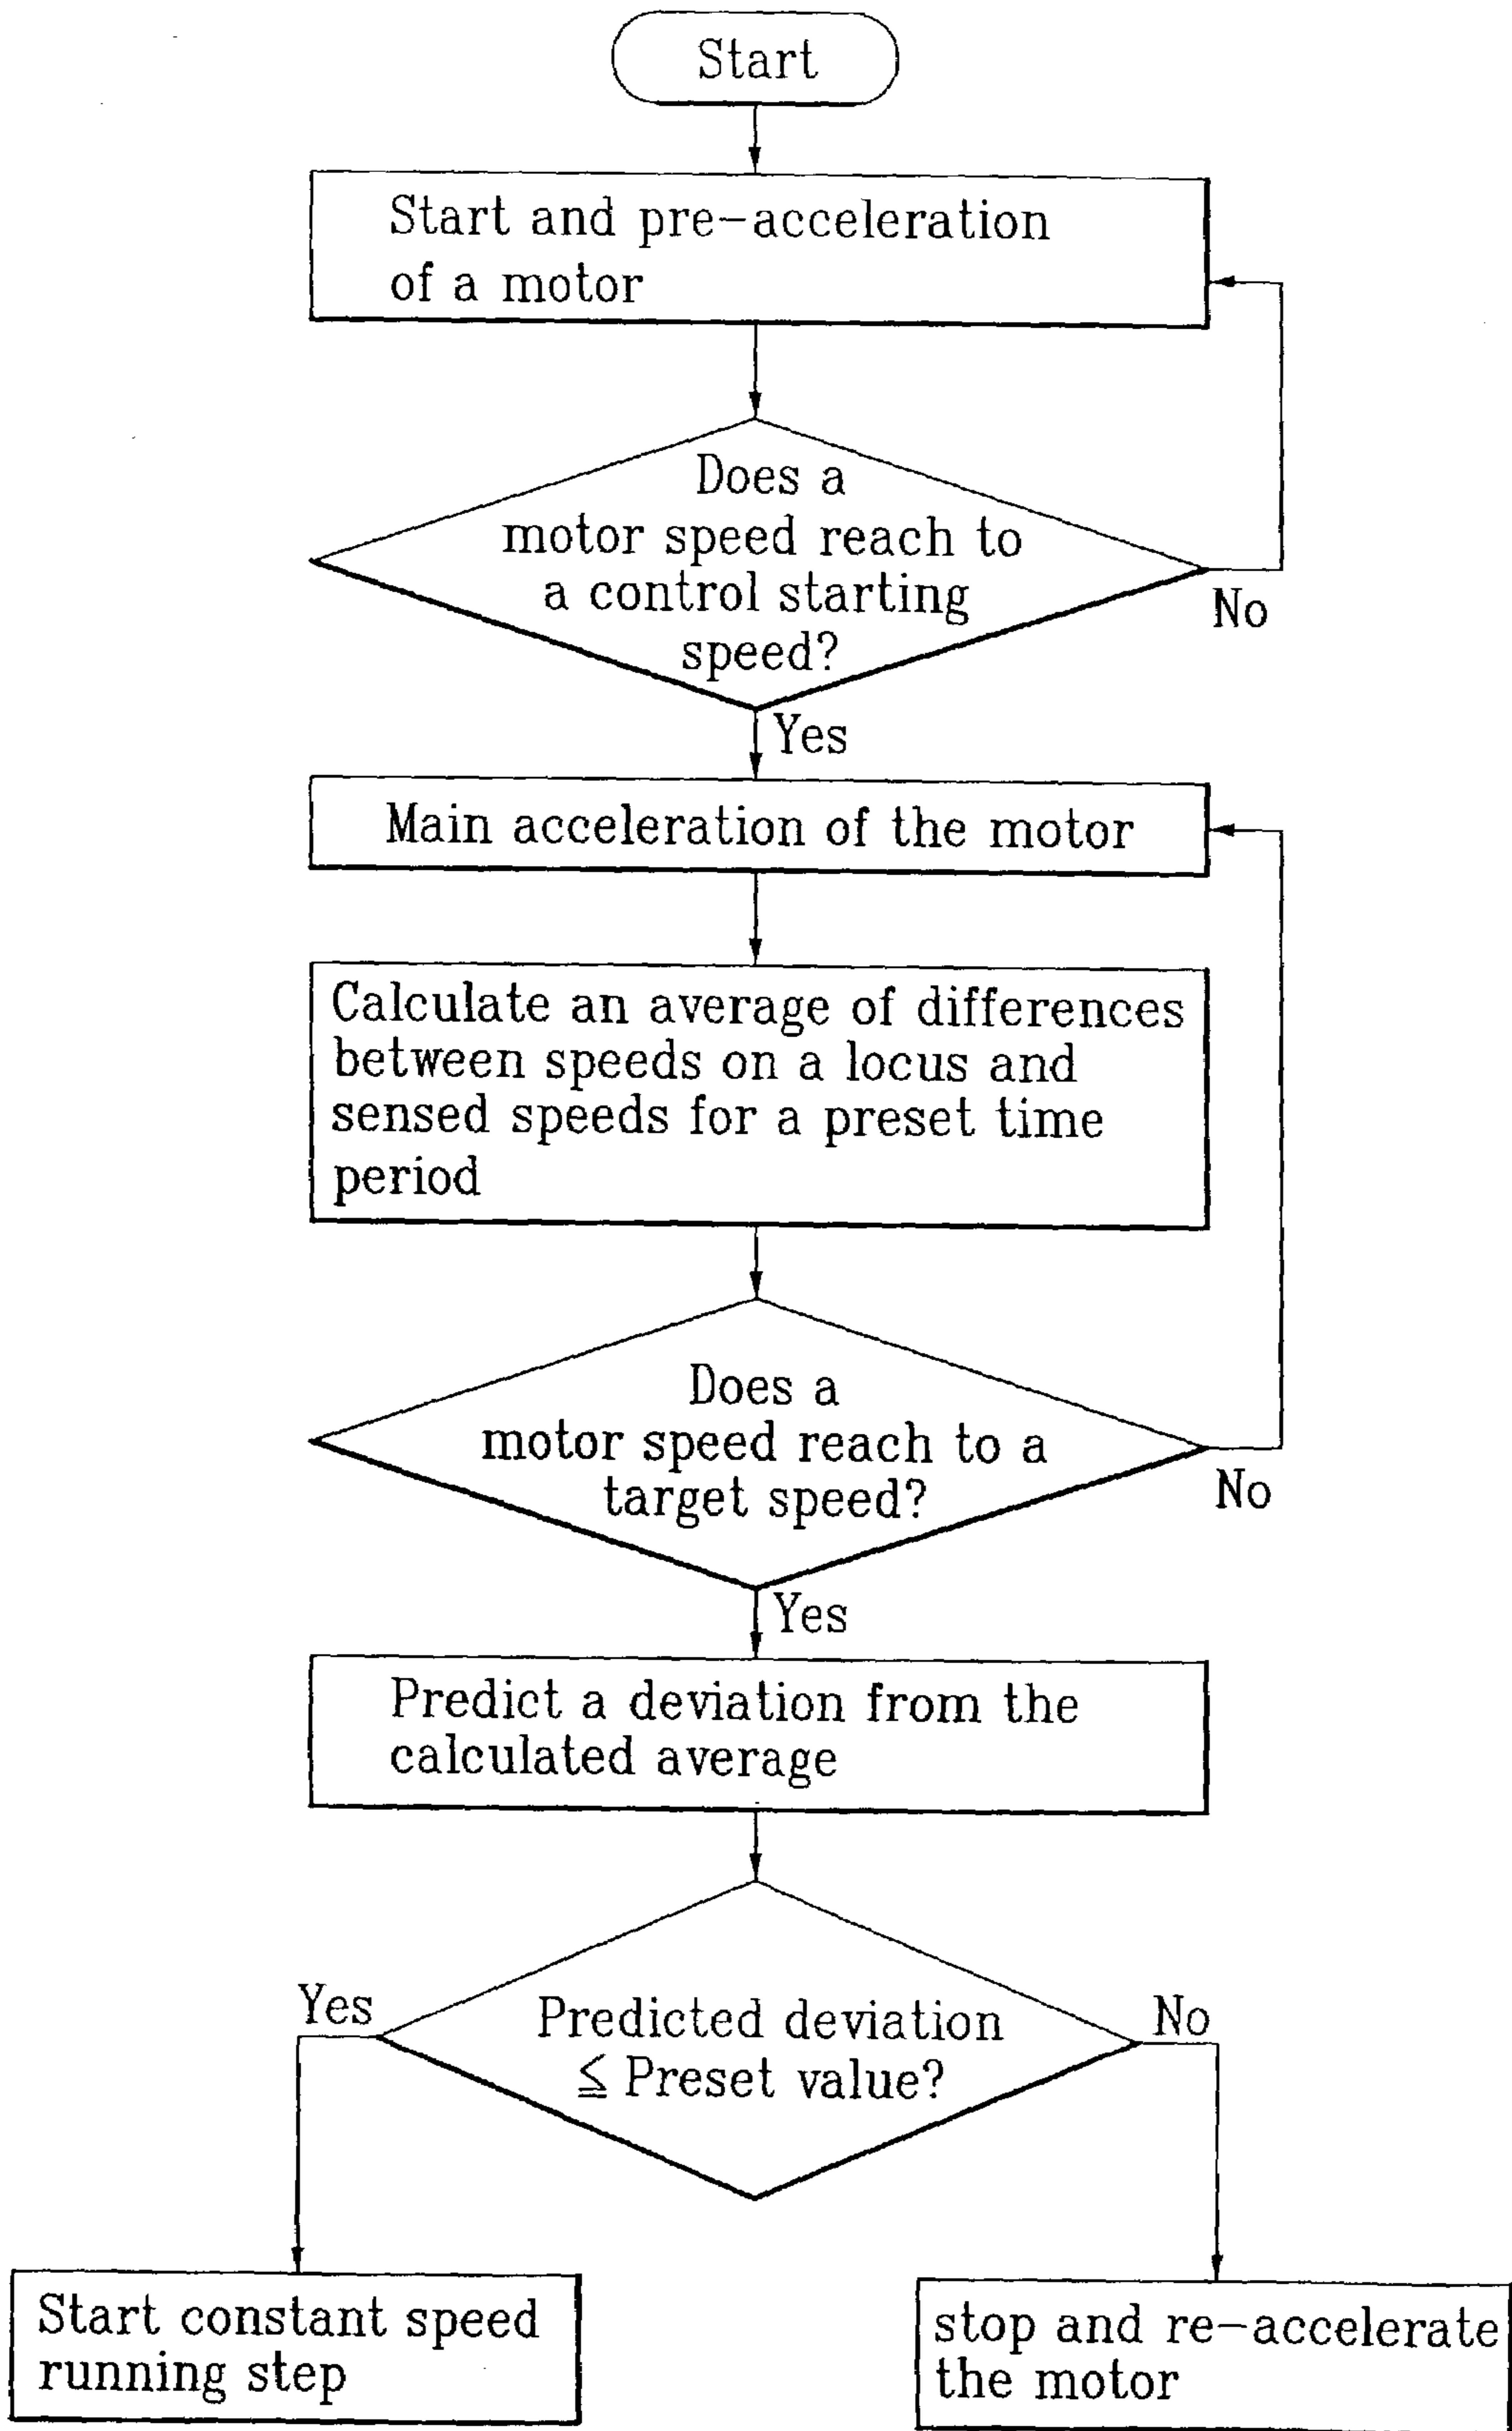 Start
Start and pre-acceleration
of a motor
Does a
motor speed reach to
a control starting
speed?
No
Yes
Main acceleration of the motor
Calculate an average of differences
between speeds on a locus and
sensed speeds for a preset time
period
Does a
motor speed reach to a
target speed?
No
Yes
Predict a deviation from the
calculated average
Yes
No
Predicted deviation
≦ Preset value?
Start constant speed
running step
stop and re-accelerate
the motor